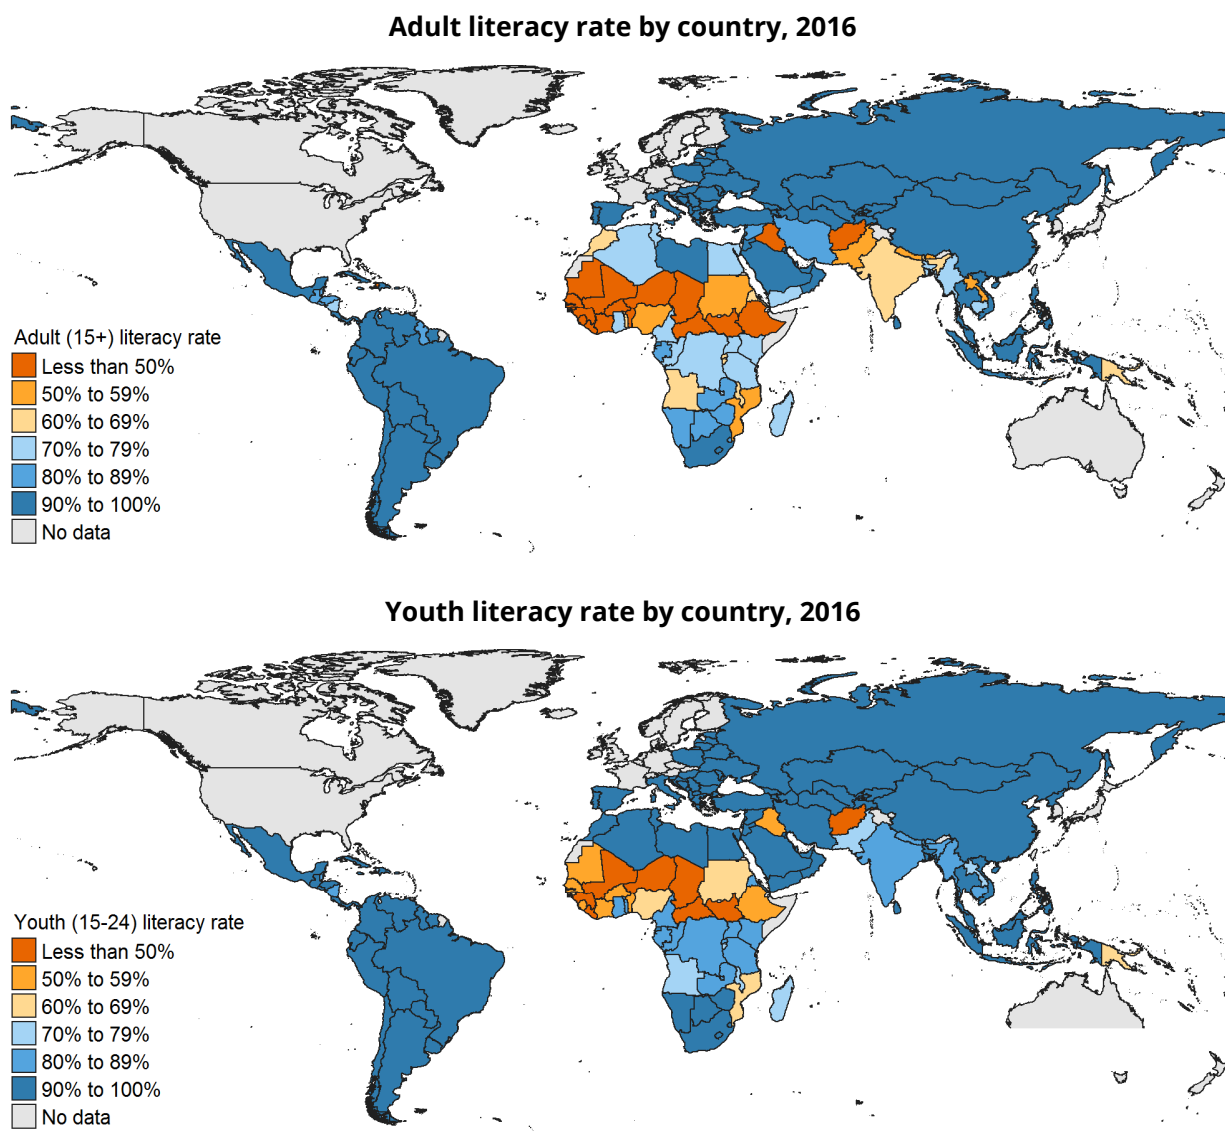 Adult literacy rate by country, 2016
Adult (15+) literacy rate
Less than 50%
50% to 59%
60% to 69%
70% to 79%
80% to 89%
90% to 100%
No data
Youth literacy rate by country, 2016
Youth (15-24) literacy rate
Less than 50%
50% to 59%
60% to 69%
70% to 79%
80% to 89%
90% to 100%
No data